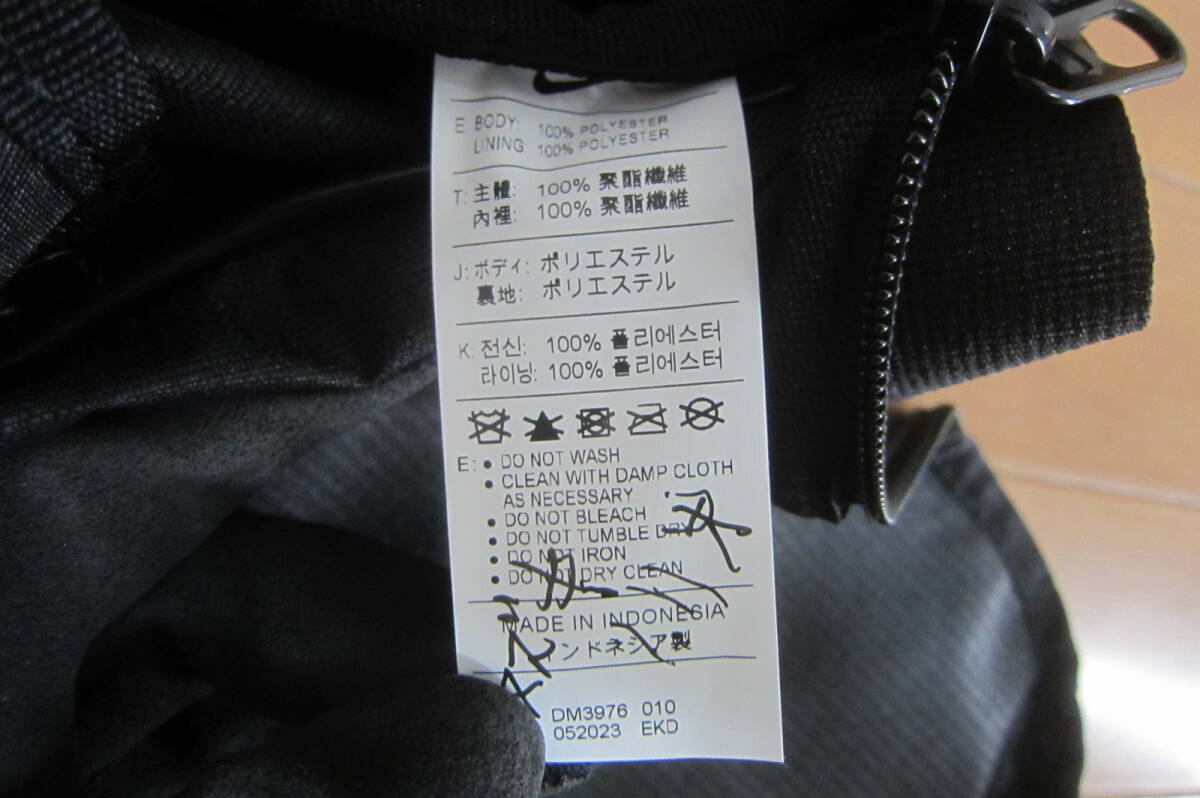 E BODY: 100% POLYESTER
LINING 100% POLYESTER
T: 主體: 100% 聚酯纖維
內裡: 100% 聚酯纖維
J: ボディ: ポリエステル
裏地: ポリエステル
K: 전신: 100% 폴리에스터
라이닝: 100% 폴리에스터
E: • DO NOT WASH
• CLEAN WITH DAMP CLOTH
AS NECESSARY
• DO NOT BLEACH
• DO NOT TUMBLE DRY
• DO NOT IRON
• DO NOT DRY CLEAN
MADE IN INDONESIA
インドネシア製
DM3976 010
052023 EKD